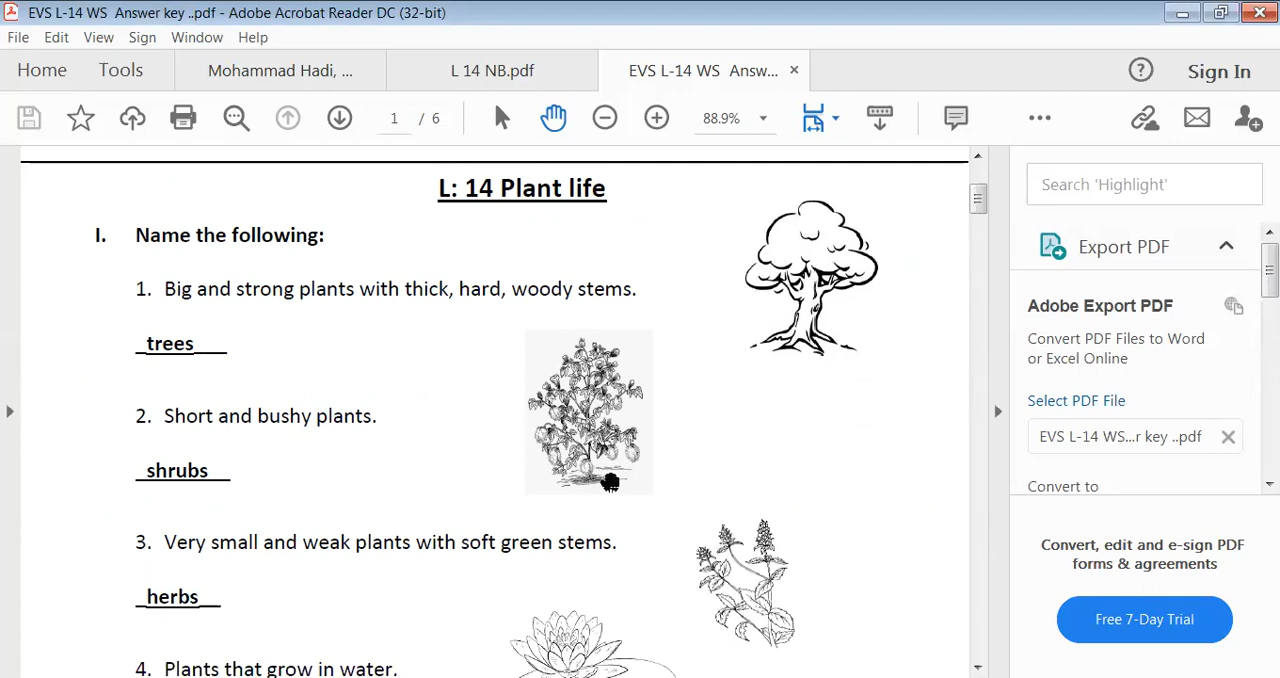 EVS L-14 WS  Answer key ..pdf - Adobe Acrobat Reader DC (32-bit)
File Edit View Sign Window Help
Home Tools Mohammad Hadi, ... L 14 NB.pdf EVS L-14 WS  Answ... × Sign In
1 / 6 88.9%
L: 14 Plant life
I. Name the following:
1. Big and strong plants with thick, hard, woody stems.
_trees___
2. Short and bushy plants.
_shrubs__
3. Very small and weak plants with soft green stems.
_herbs__
4. Plants that grow in water.
Search 'Highlight'
Export PDF
Adobe Export PDF
Convert PDF Files to Word
or Excel Online
Select PDF File
EVS L-14 WS...r key ..pdf
Convert to
Convert, edit and e-sign PDF
forms & agreements
Free 7-Day Trial